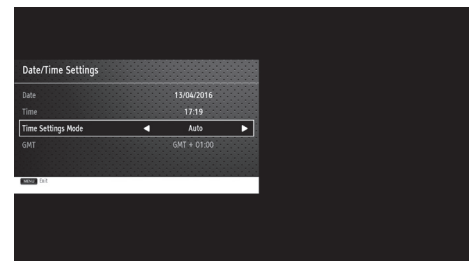 Date/Time Settings
Date 13/04/2016
Time 17:19
Time Settings Mode Auto
GMT GMT + 01:00
MENU Exit